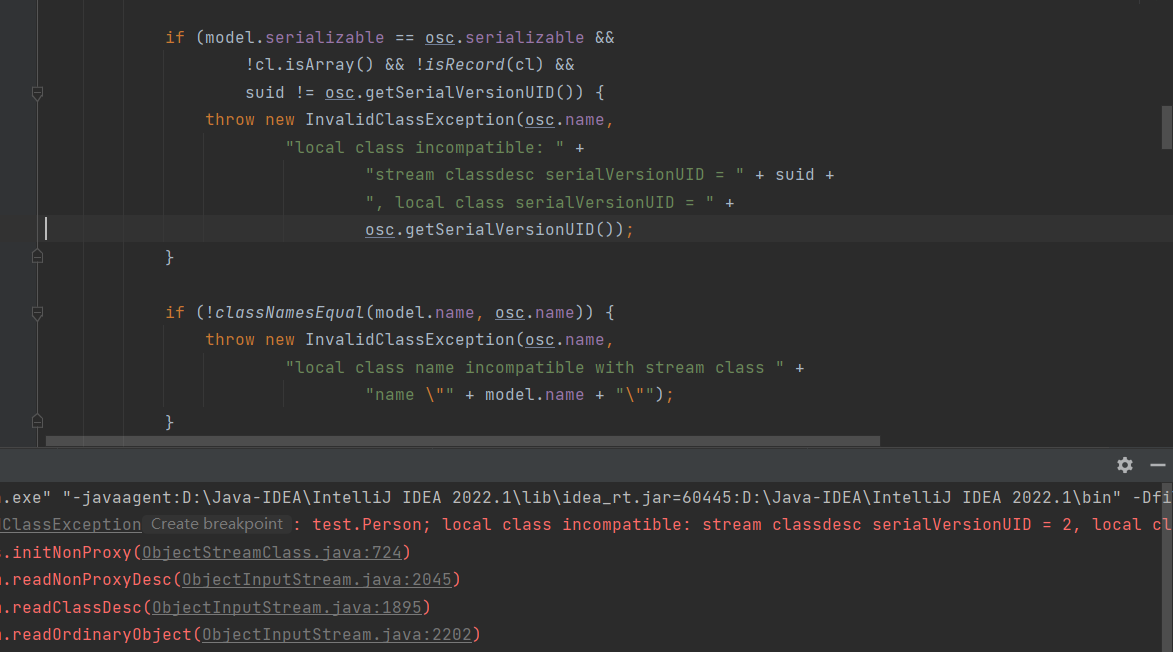 if (model.serializable == osc.serializable &&
!cl.isArray() && !isRecord(cl) &&
suid != osc.getSerialVersionUID()) {
throw new InvalidClassException(osc.name,
"local class incompatible: " +
"stream classdesc serialVersionUID = " + suid +
", local class serialVersionUID = " +
osc.getSerialVersionUID());
}
if (!classNamesEqual(model.name, osc.name)) {
throw new InvalidClassException(osc.name,
"local class name incompatible with stream class " +
"name \"" + model.name + "\"");
}
.exe" "-javaagent:D:\Java-IDEA\IntelliJ IDEA 2022.1\lib\idea_rt.jar=60445:D:\Java-IDEA\IntelliJ IDEA 2022.1\bin" -Dfi
ClassException Create breakpoint : test.Person; local class incompatible: stream classdesc serialVersionUID = 2, local cl
.initNonProxy(ObjectStreamClass.java:724)
.readNonProxyDesc(ObjectInputStream.java:2045)
.readClassDesc(ObjectInputStream.java:1895)
.readOrdinaryObject(ObjectInputStream.java:2202)